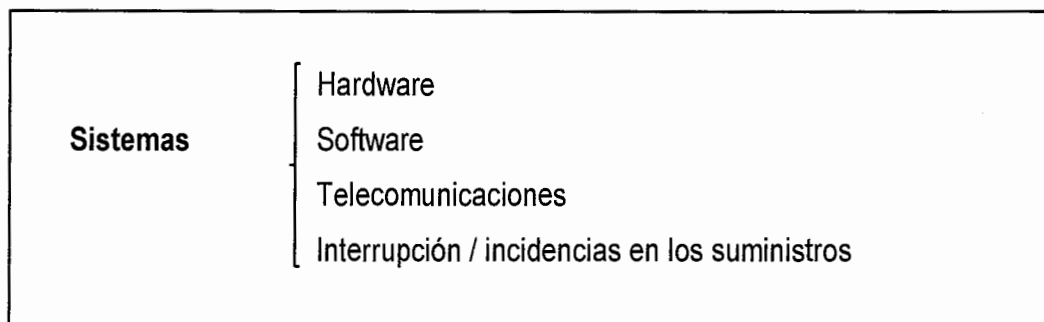 Hardware
Sistemas Software
Telecomunicaciones
Interrupción / incidencias en los suministros